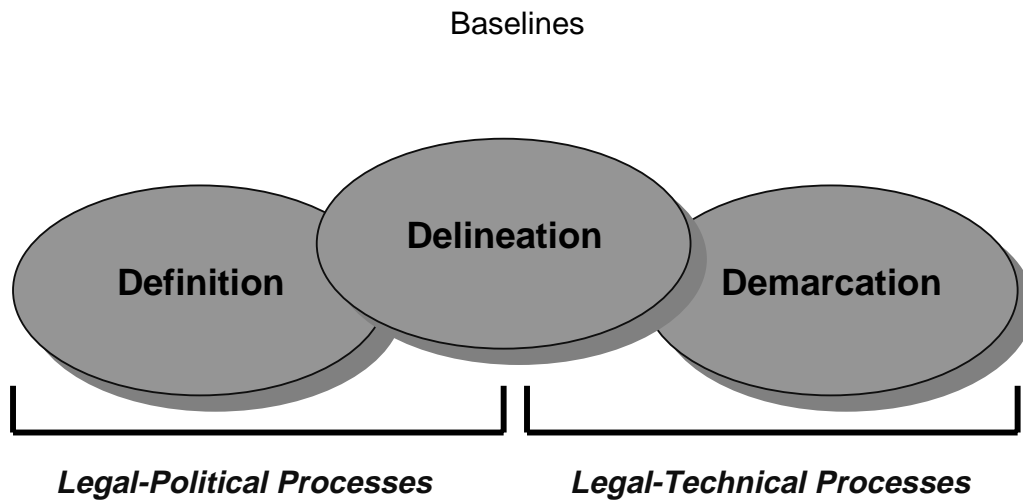 Baselines
Delineation
Definition
Demarcation
Legal-Political Processes
Legal-Technical Processes